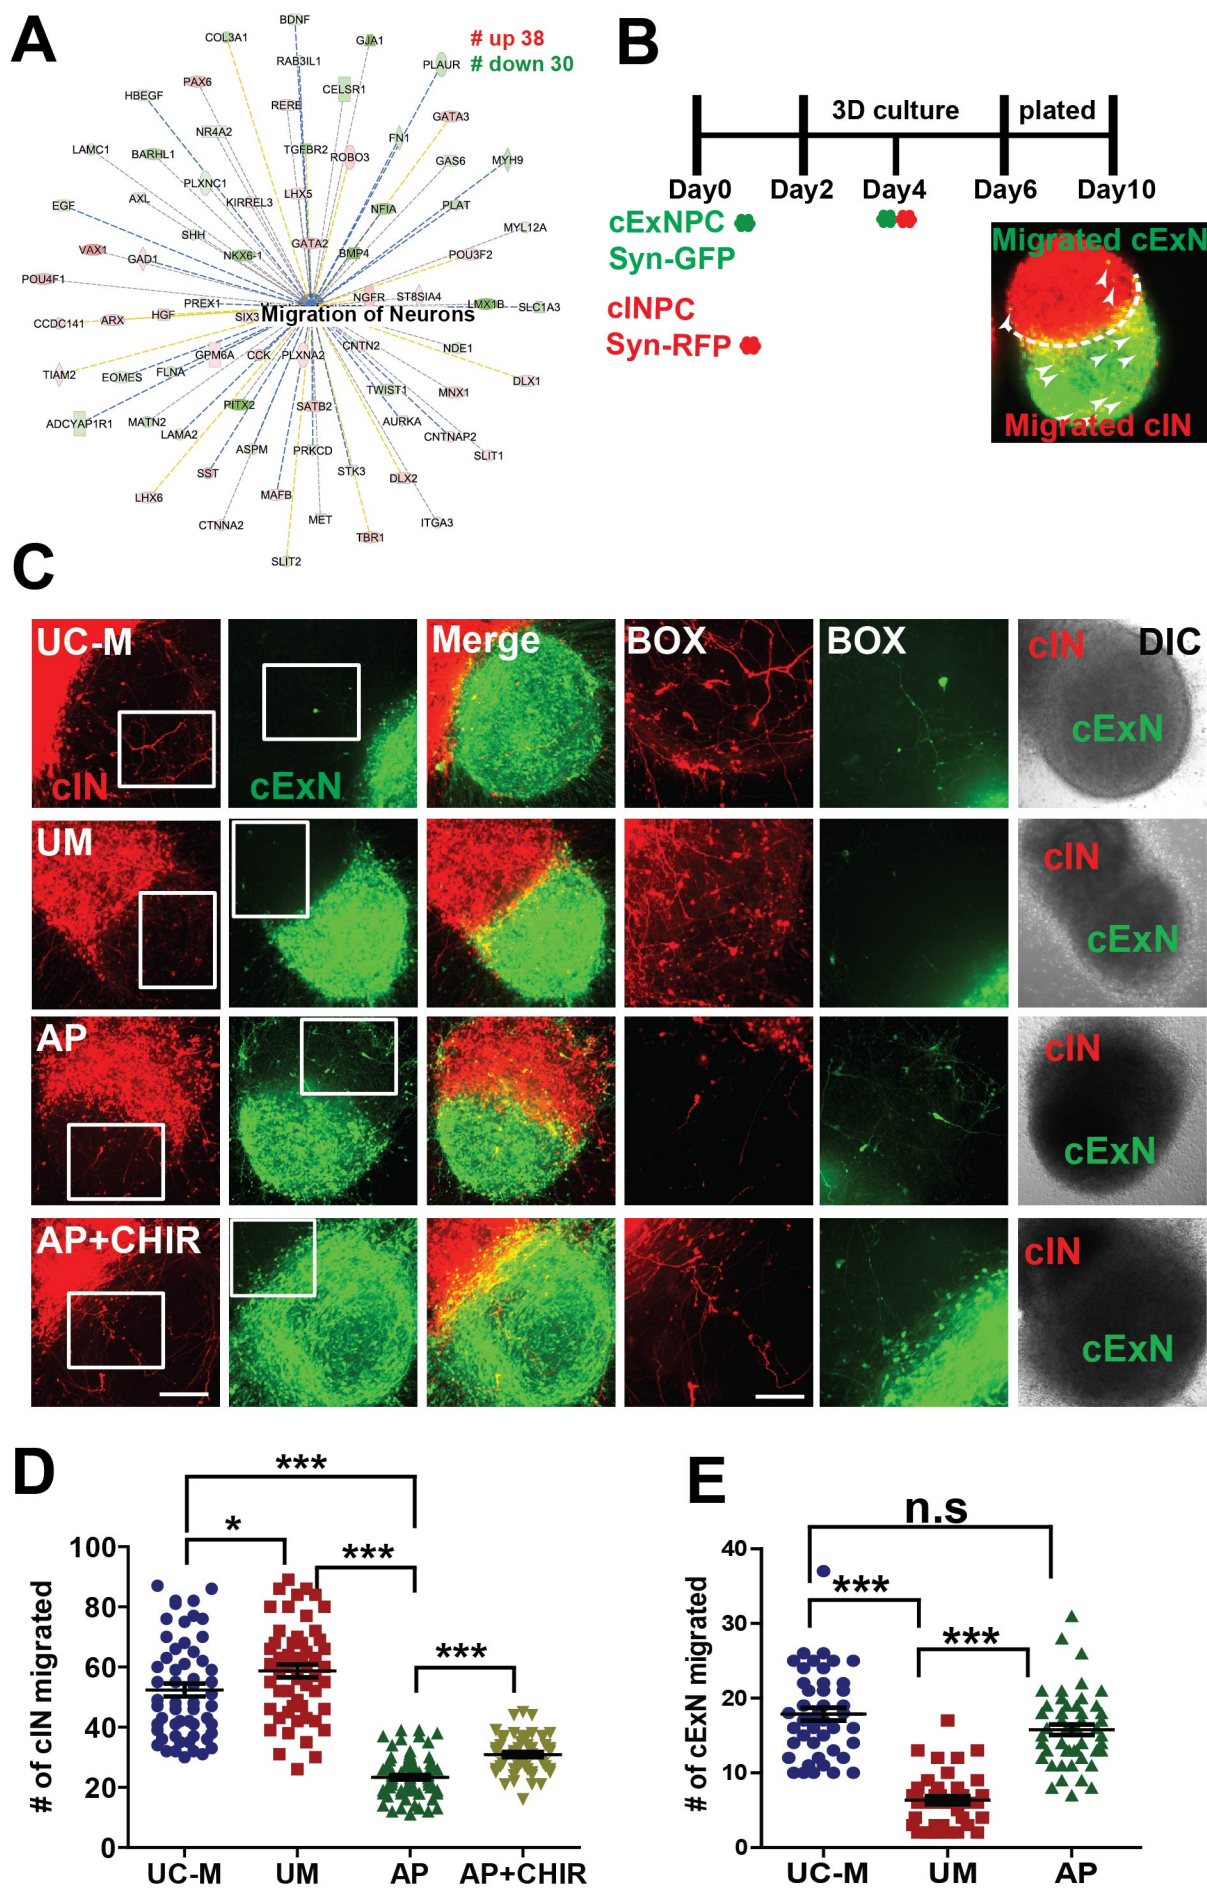 A
# up 38
# down 30
BDNF
COL3A1
GJA1
RAB3IL1
PLAUR
PAX6
CELSR1
HBEGF
RERE
GATA3
NR4A2
FN1
LAMC1
BARHL1
TGFBR2
ROBO3
GAS6
MYH9
PLXNC1
AXL
KIRREL3
LHX5
EGF
NFIA
PLAT
SHH
MYL12A
VAX1
GAD1
NKX6-1
GATA2
BMP4
POU3F2
POU4F1
PREX1
NGFR
ST8SIA4
LMX1B
SLC1A3
CCDC141
ARX
HGF
SIX3
Migration of Neurons
GPM6A
CCK
PLXNA2
CNTN2
NDE1
TIAM2
EOMES
FLNA
DLX1
TWIST1
MNX1
ADCYAP1R1
MATN2
PITX2
SATB2
LAMA2
AURKA
CNTNAP2
ASPM
PRKCD
SLIT1
SST
STK3
DLX2
LHX6
MAFB
CTNNA2
MET
ITGA3
TBR1
SLIT2
B
3D culture
plated
Day0
Day2
Day4
Day6
Day10
cExNPC
Syn-GFP
cINPC
Syn-RFP
Migrated cExN
Migrated cIN
C
UC-M
cIN
cExN
Merge
BOX
BOX
cIN
DIC
cExN
UM
cIN
cExN
AP
cIN
cExN
AP+CHIR
cIN
cExN
D
# of cIN migrated
100
80
60
40
20
0
***
*
***
***
UC-M
UM
AP
AP+CHIR
E
# of cExN migrated
40
30
20
10
0
n.s
***
***
UC-M
UM
AP